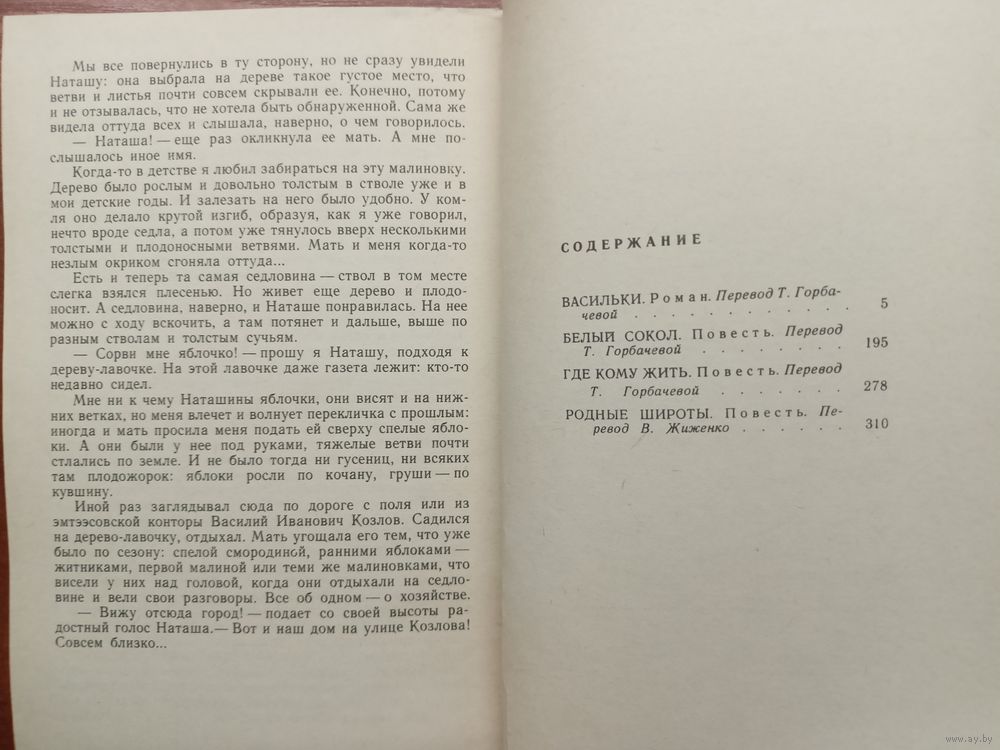 Мы все повернулись в ту сторону, но не сразу увидели
Наташу: она выбрала на дереве такое густое место, что
ветви и листья почти совсем скрывали ее. Конечно, потому
и не отзывалась, что не хотела быть обнаруженной. Сама же
видела оттуда всех и слышала, наверно, о чем говорилось.
— Наташа! — еще раз окликнула ее мать. А мне по-
слышалось иное имя.
Когда-то в детстве я любил забираться на эту малиновку.
Дерево было рослым и довольно толстым в стволе уже и в
мои детские годы. И залезать на него было удобно. У ком-
ля оно делало крутой изгиб, образуя, как я уже говорил,
нечто вроде седла, а потом уже тянулось вверх несколькими
толстыми и плодоносными ветвями. Мать и меня когда-то
незлым окриком сгоняла оттуда...
Есть и теперь та самая седловина — ствол в том месте
слегка взялся плесенью. Но живет еще дерево и плодо-
носит. А седловина, наверно, и Наташе понравилась. На нее
можно с ходу вскочить, а там потянет и дальше, выше по
разным стволам и толстым сучьям.
— Сорви мне яблочко! — прошу я Наташу, подходя к
дереву-лавочке. На этой лавочке даже газета лежит: кто-то
недавно сидел.
Мне ни к чему Наташины яблочки, они висят и на ниж-
них ветках, но меня влечет и волнует перекличка с прошлым:
иногда и мать просила меня подать ей сверху спелые ябло-
ки. А они были у нее под руками, тяжелые ветви почти
стлались по земле. И не было тогда ни гусениц, ни всяких
там плодожорок: яблоки росли по кочану, груши — по
кувшину.
Иной раз заглядывал сюда по дороге с поля или из
эмтээсовской конторы Василий Иванович Козлов. Садился
на дерево-лавочку, отдыхал. Мать угощала его тем, что уже
было по сезону: спелой смородиной, ранними яблоками —
житниками, первой малиной или теми же малиновками, что
висели у них над головой, когда они отдыхали на седло-
вине и вели свои разговоры. Все об одном — о хозяйстве.
— Вижу отсюда город! — подает со своей высоты ра-
достный голос Наташа.— Вот и наш дом на улице Козлова!
Совсем близко...
СОДЕРЖАНИЕ
ВАСИЛЬКИ. Роман. Перевод Т. Горба-
чевой . . . . . . . . . . . . 5
БЕЛЫЙ СОКОЛ. Повесть. Перевод
Т. Горбачевой . . . . . . . . 195
ГДЕ КОМУ ЖИТЬ. Повесть. Перевод
Т. Горбачевой . . . . . . 278
РОДНЫЕ ШИРОТЫ. Повесть. Пе-
ревод В. Жиженко . . . . . . 310
www.ay.by